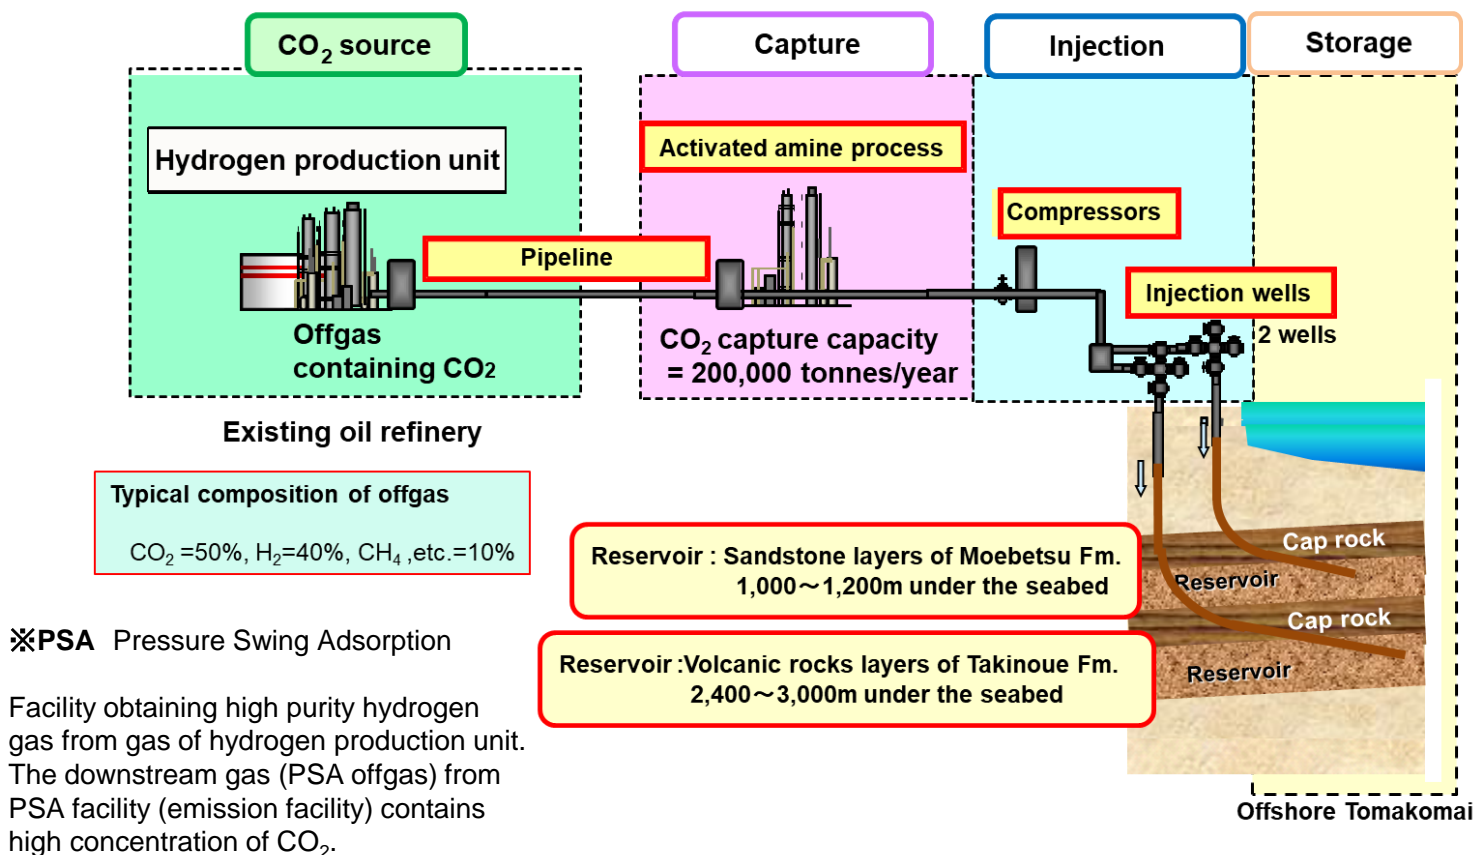 CO2 source
Capture
Injection
Storage
Hydrogen production unit
Activated amine process
Compressors
Pipeline
Injection wells
2 wells
Offgas
containing CO2
CO2 capture capacity
= 200,000 tonnes/year
Existing oil refinery
Typical composition of offgas
CO2 =50%, H2=40%, CH4 ,etc.=10%
Reservoir : Sandstone layers of Moebetsu Fm.
1,000～1,200m under the seabed
Cap rock
Reservoir
Cap rock
Reservoir
Reservoir :Volcanic rocks layers of Takinoue Fm.
2,400～3,000m under the seabed
※PSA Pressure Swing Adsorption
Facility obtaining high purity hydrogen
gas from gas of hydrogen production unit.
The downstream gas (PSA offgas) from
PSA facility (emission facility) contains
high concentration of CO2.
Offshore Tomakomai